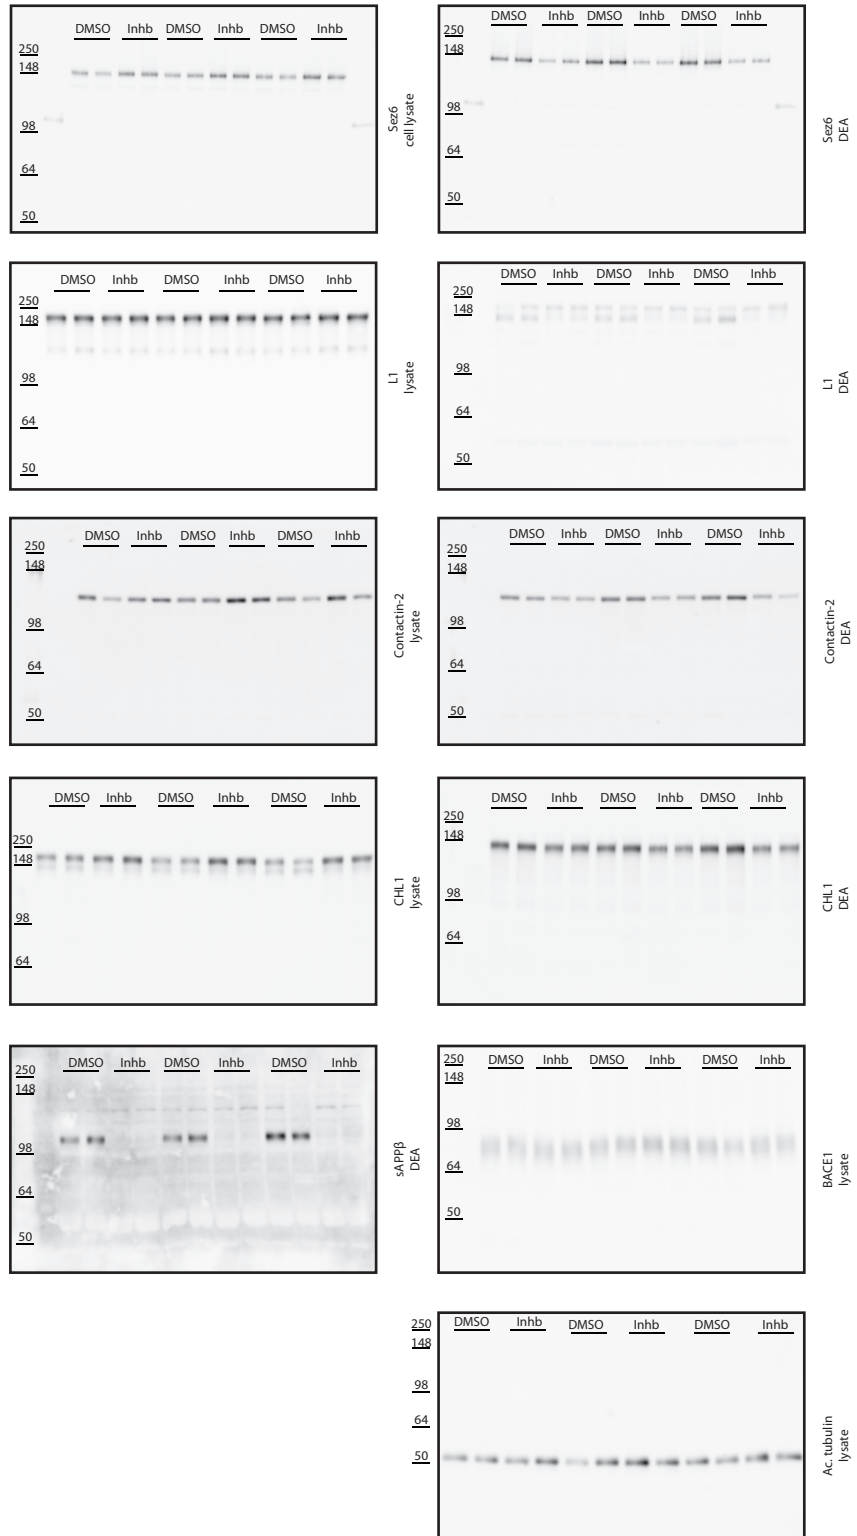 DMSO Inhb DMSO Inhb DMSO Inhb
250
148
98
64
50
Sez6
cell lysate
DMSO Inhb DMSO Inhb DMSO Inhb
250
148
98
64
50
Sez6
DEA
DMSO Inhb DMSO Inhb DMSO Inhb
250
148
98
64
50
L1
lysate
DMSO Inhb DMSO Inhb DMSO Inhb
250
148
98
64
50
L1
DEA
DMSO Inhb DMSO Inhb DMSO Inhb
250
148
98
64
50
Contactin-2
lysate
DMSO Inhb DMSO Inhb DMSO Inhb
250
148
98
64
50
Contactin-2
DEA
DMSO Inhb DMSO Inhb DMSO Inhb
250
148
98
64
CHL1
lysate
DMSO Inhb DMSO Inhb DMSO Inhb
250
148
98
64
CHL1
DEA
DMSO Inhb DMSO Inhb DMSO Inhb
250
148
98
64
50
sAPPβ
DEA
DMSO Inhb DMSO Inhb DMSO Inhb
250
148
98
64
50
BACE1
lysate
DMSO Inhb DMSO Inhb DMSO Inhb
250
148
98
64
50
Ac. tubulin
lysate